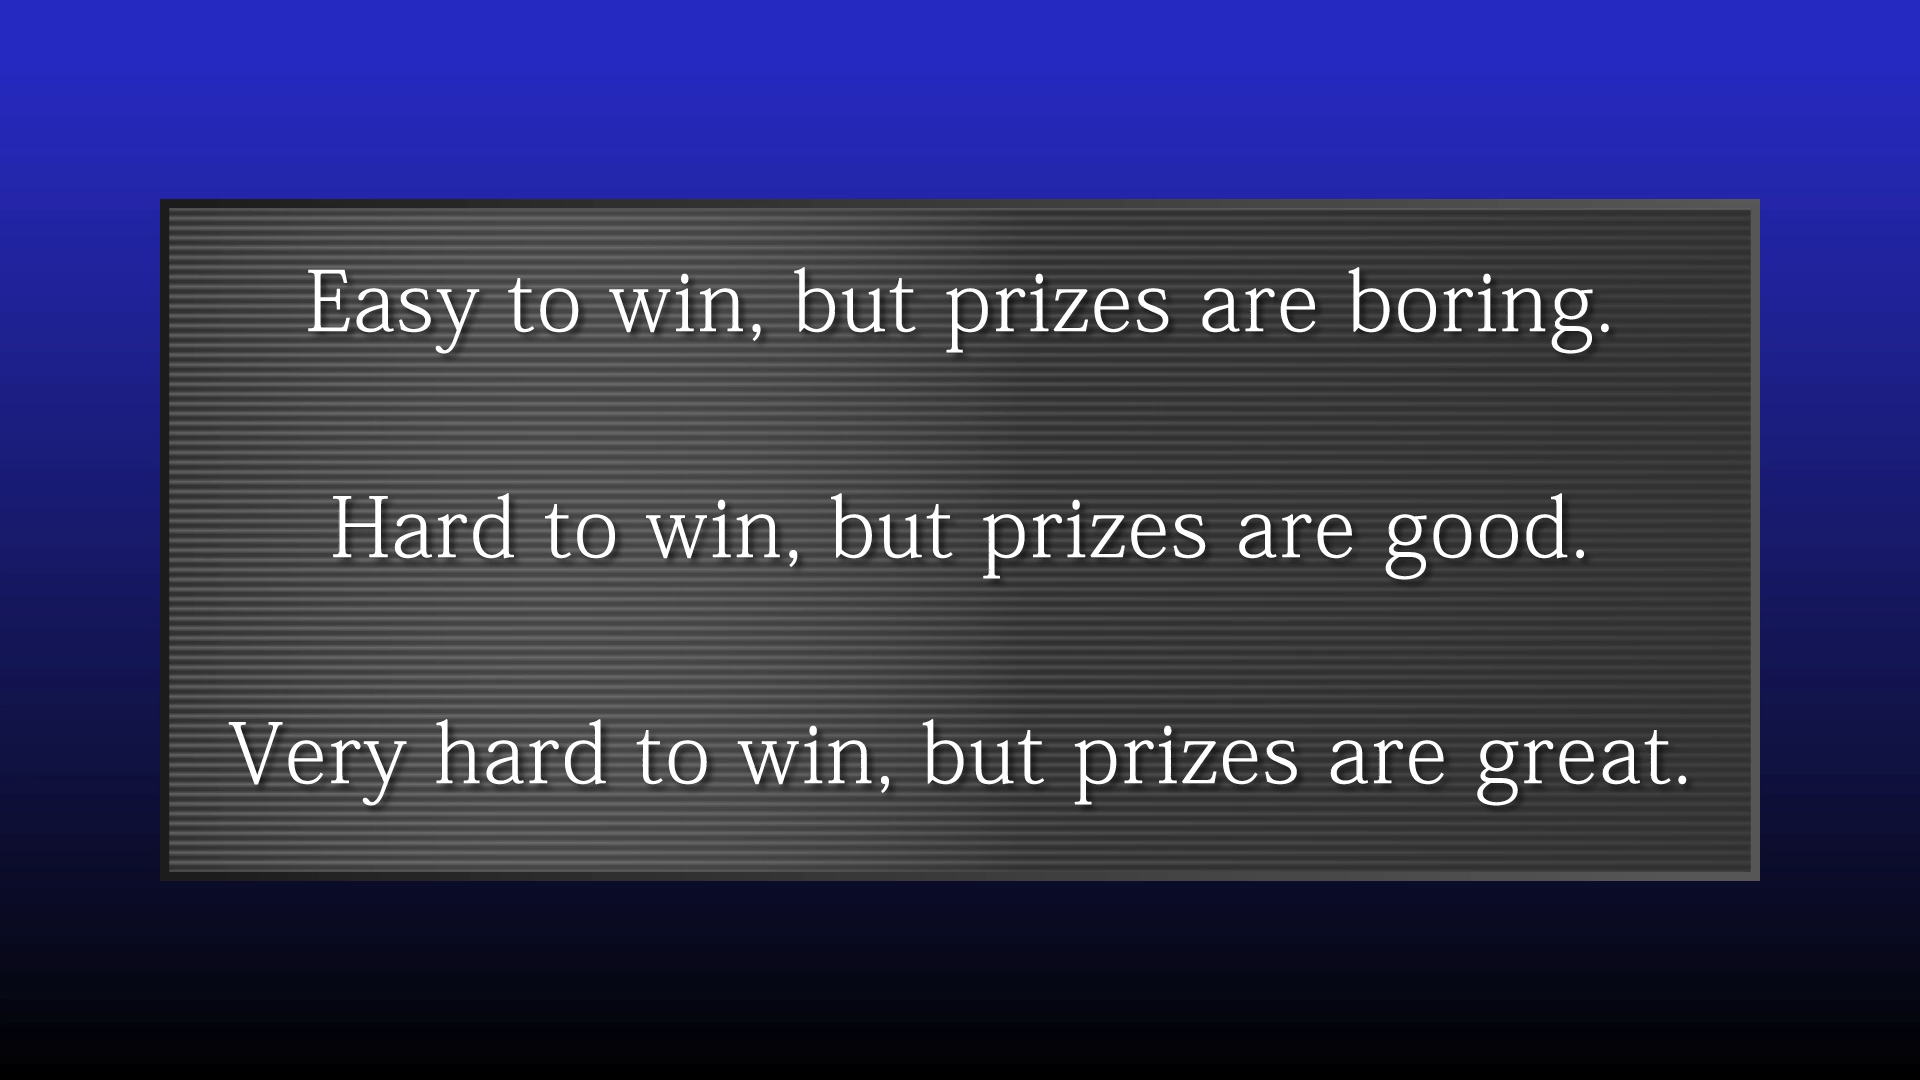 Easy to win, but prizes are boring.
Hard to win, but prizes are good.
Very hard to win, but prizes are great.